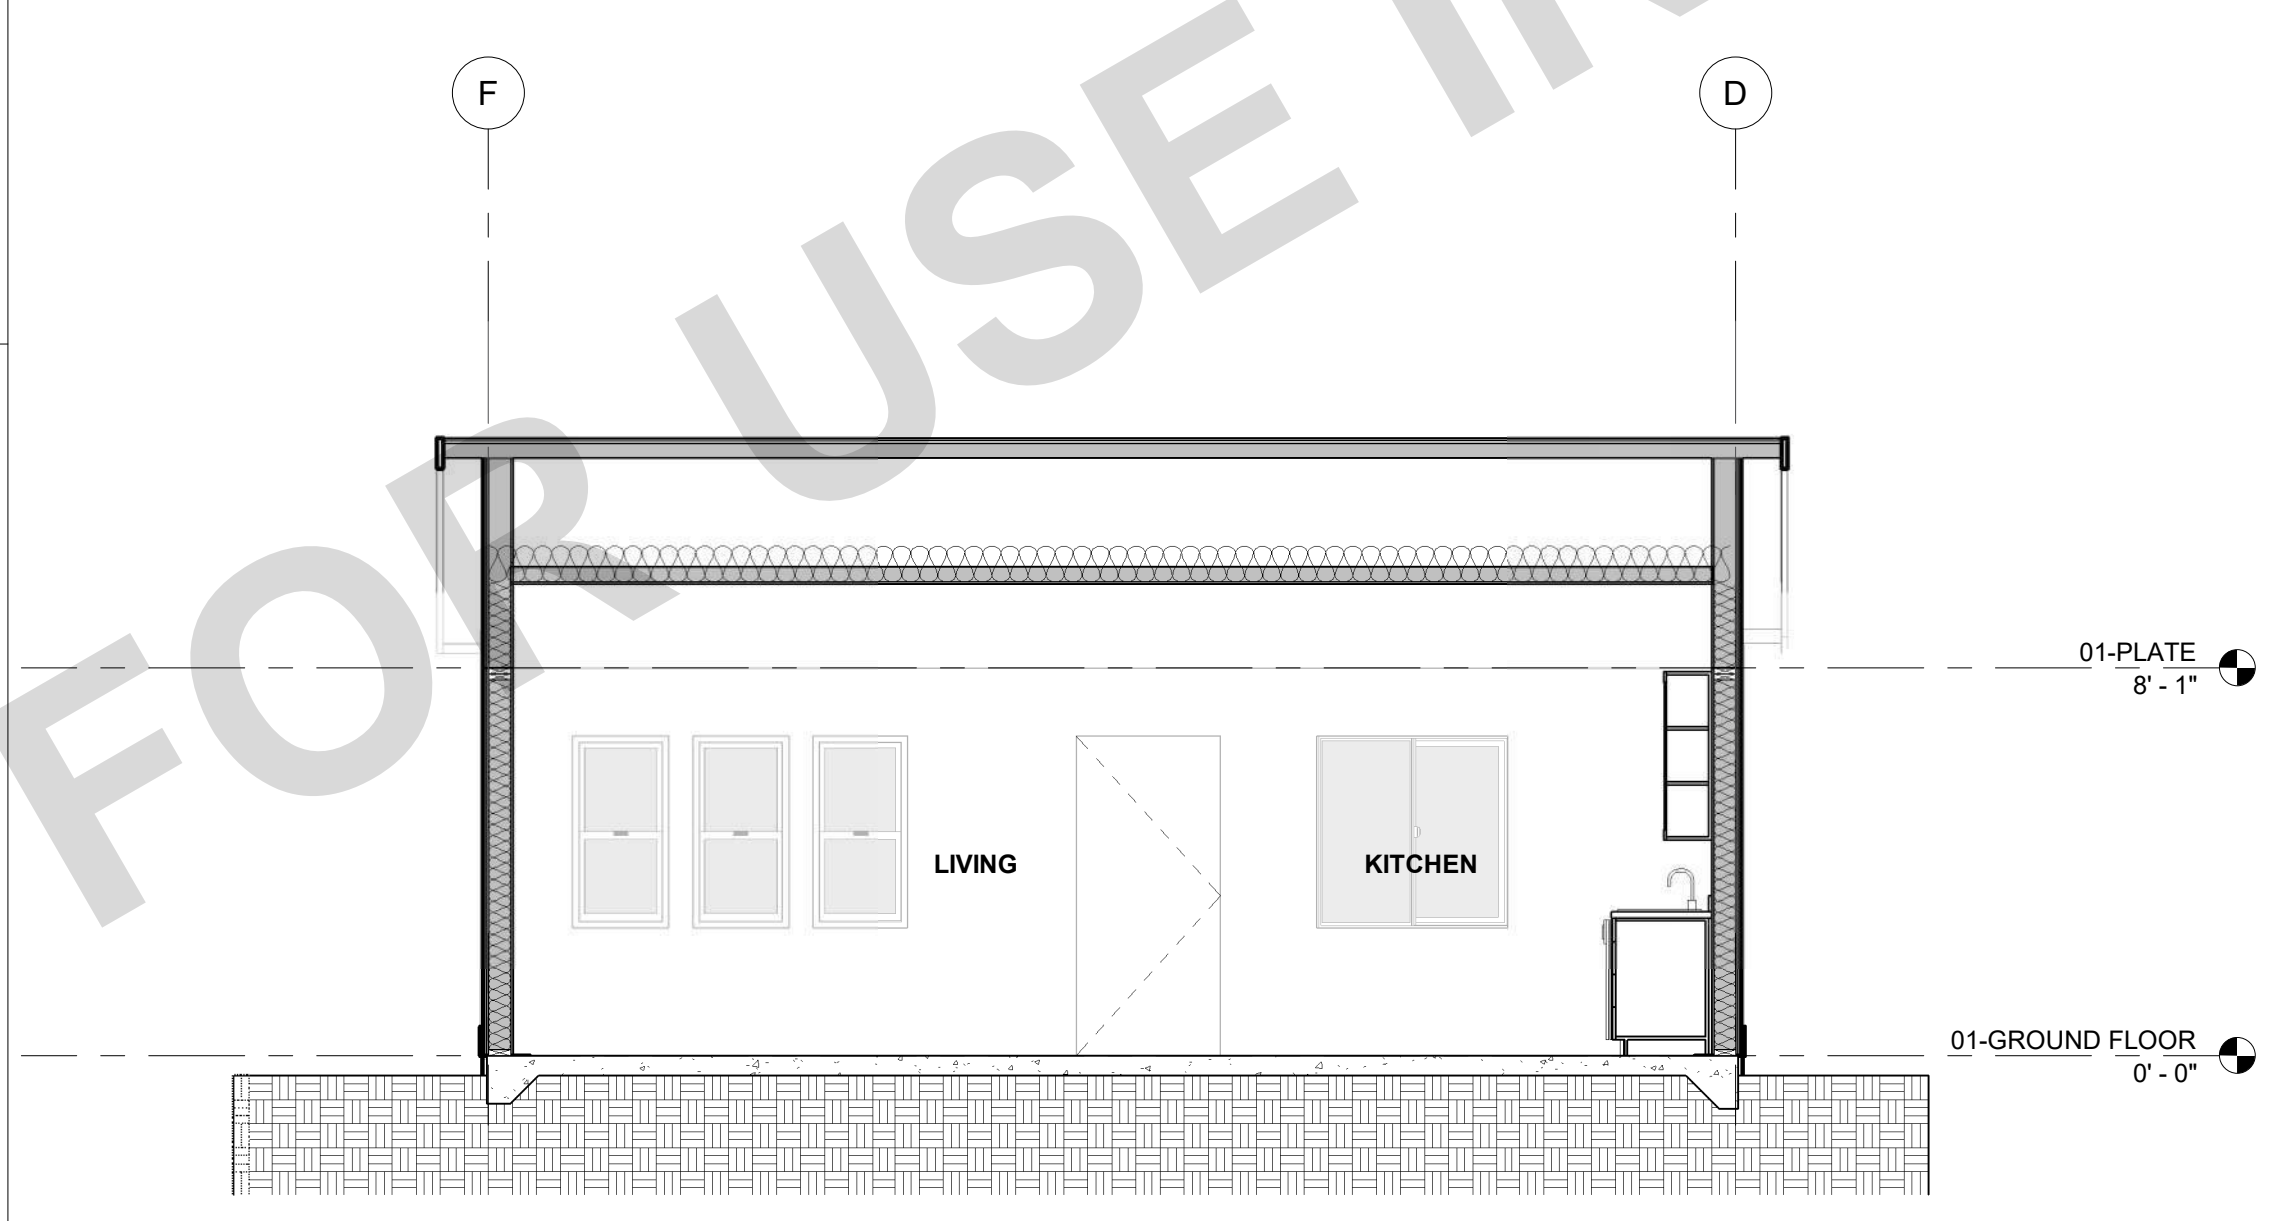 F
D
FOR USE IN
01-PLATE
8' - 1"
LIVING
KITCHEN
01-GROUND FLOOR
0' - 0"